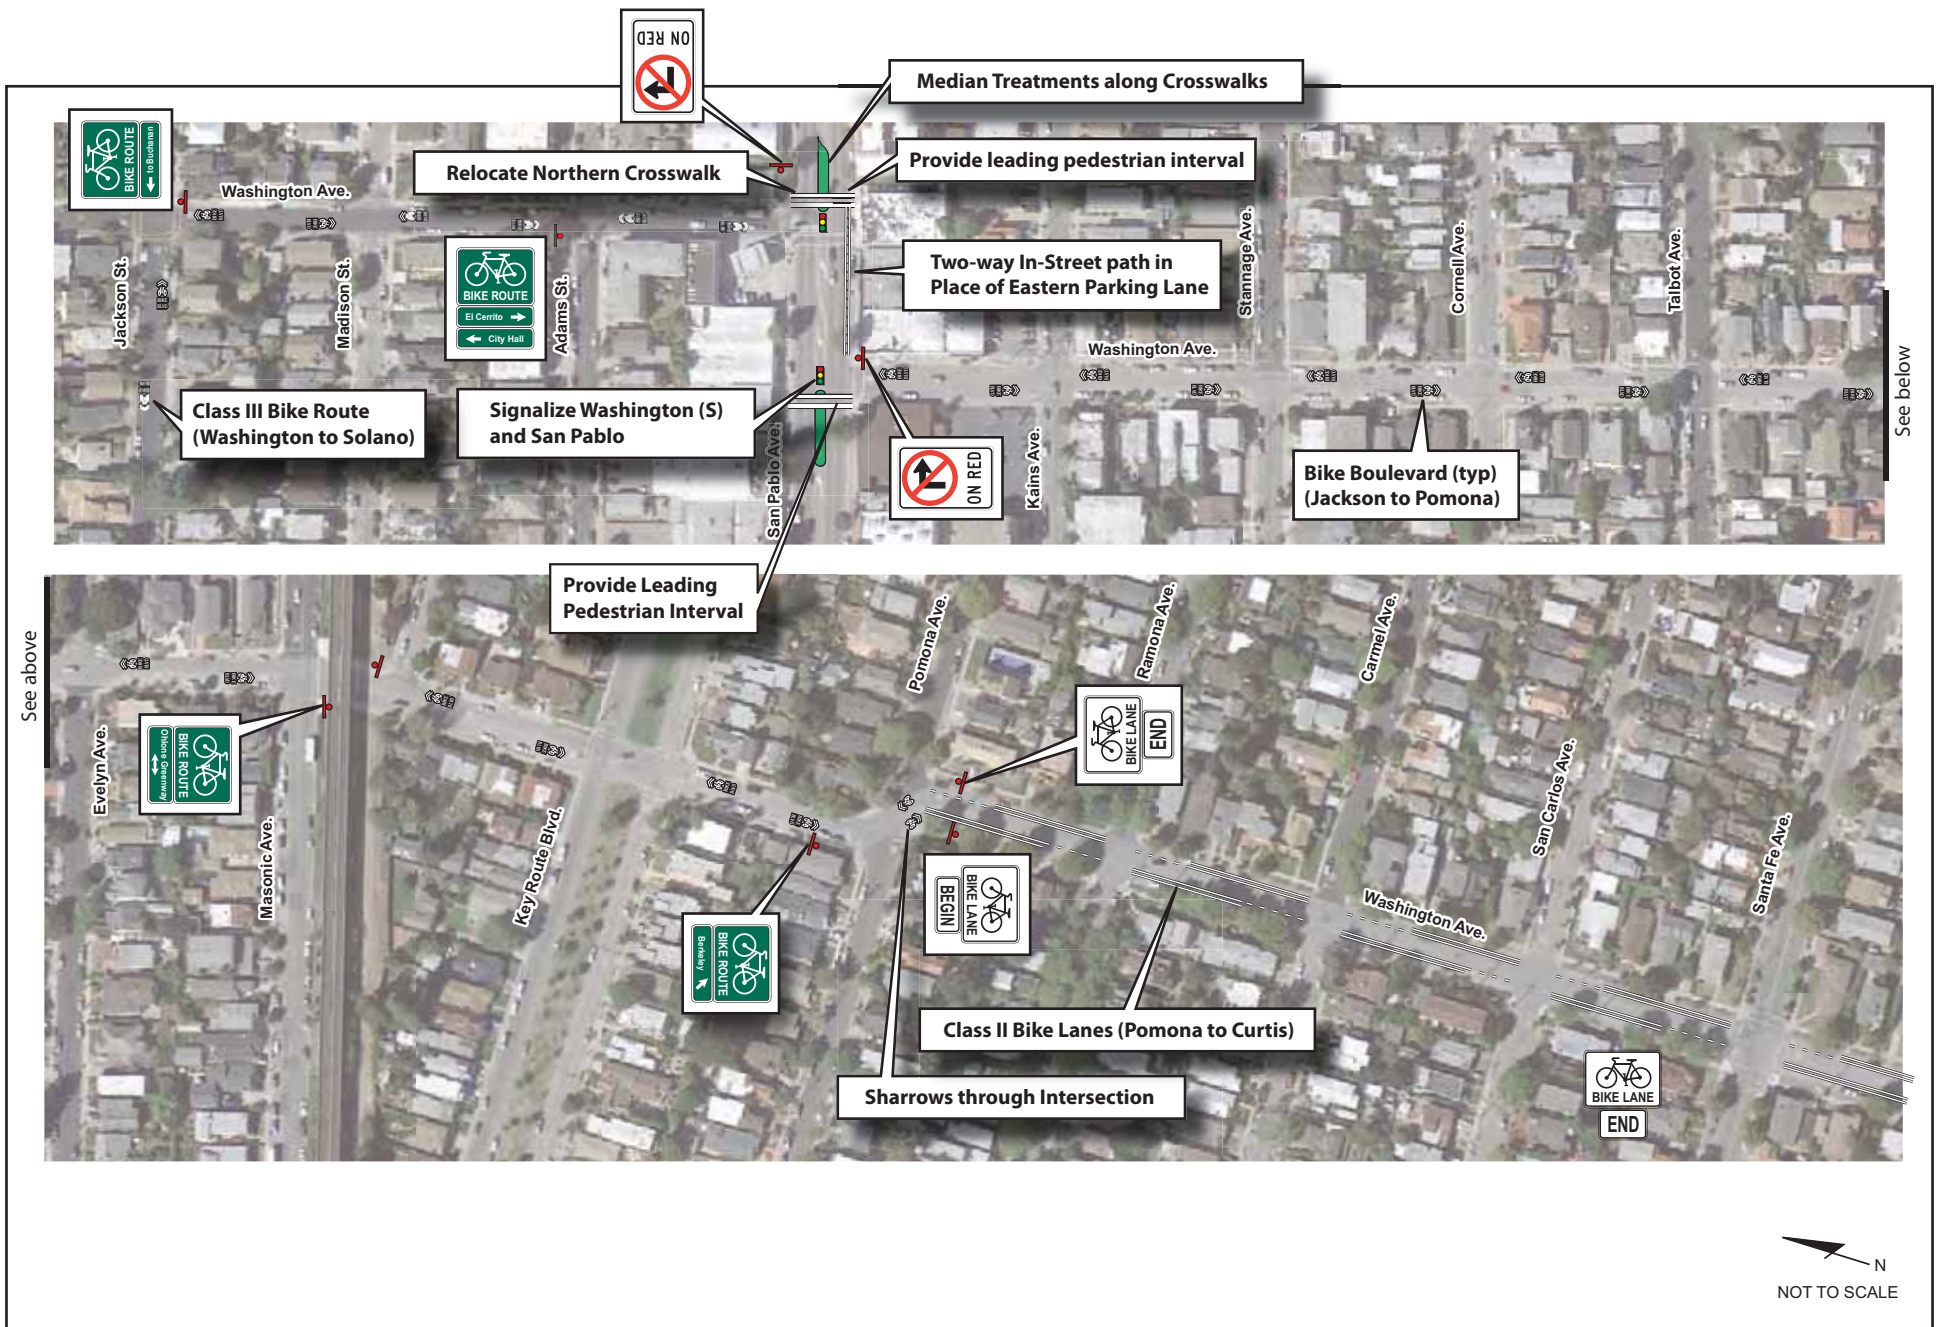 ON RED
Median Treatments along Crosswalks
BIKE ROUTE
to Buchanan
Relocate Northern Crosswalk
Provide leading pedestrian interval
Washington Ave.
Jackson St.
Madison St.
BIKE ROUTE
El Cerrito
City Hall
Adams St.
Two-way In-Street path in
Place of Eastern Parking Lane
Stannage Ave.
Cornell Ave.
Talbot Ave.
Washington Ave.
See below
Class III Bike Route
(Washington to Solano)
Signalize Washington (S)
and San Pablo
San Pablo Ave.
ON RED
Kains Ave.
Bike Boulevard (typ)
(Jackson to Pomona)
Provide Leading
Pedestrian Interval
See above
Evelyn Ave.
BIKE ROUTE
Ohlone Greenway
Masonic Ave.
Key Route Blvd.
Pomona Ave.
Ramona Ave.
Carmel Ave.
BIKE LANE
END
San Carlos Ave.
Santa Fe Ave.
BIKE ROUTE
Berkeley
BIKE LANE
BEGIN
Washington Ave.
Class II Bike Lanes (Pomona to Curtis)
Sharrows through Intersection
BIKE LANE
END
N
NOT TO SCALE